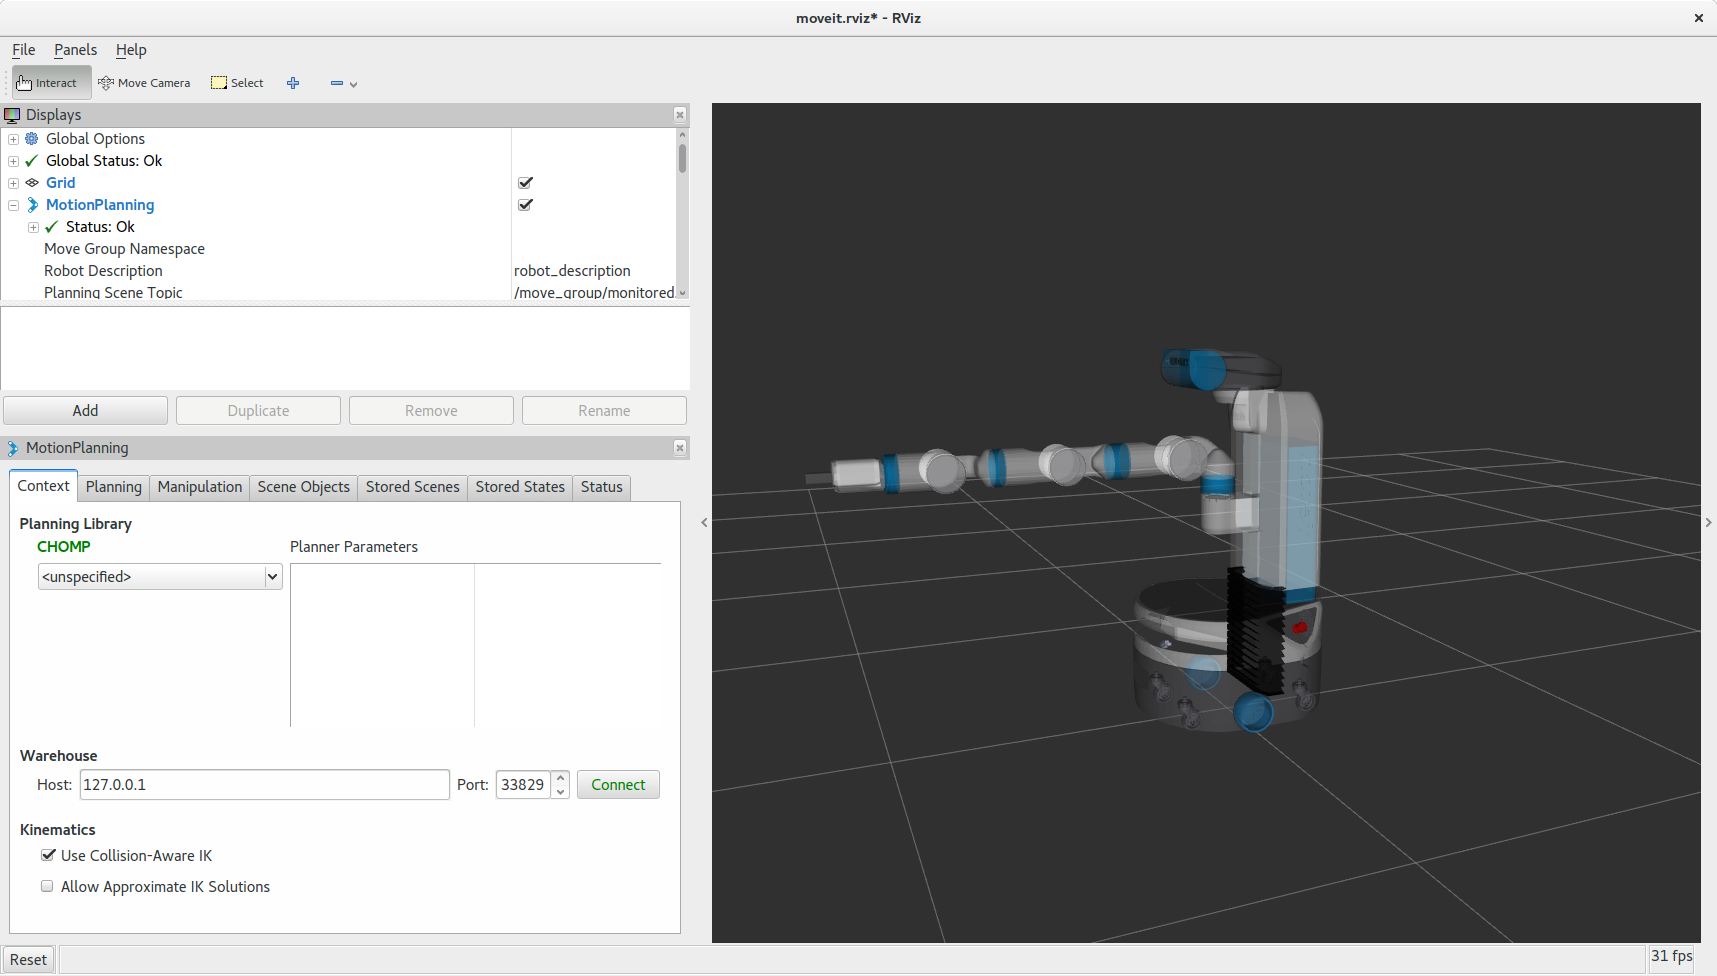 moveit.rviz* - RViz
File Panels Help
Interact Move Camera Select
Displays
Global Options
Global Status: Ok
Grid
MotionPlanning
Status: Ok
Move Group Namespace
Robot Description robot_description
Planning Scene Topic /move_group/monitored
Add Duplicate Remove Rename
MotionPlanning
Context Planning Manipulation Scene Objects Stored Scenes Stored States Status
Planning Library
CHOMP Planner Parameters
<unspecified>
Warehouse
Host: 127.0.0.1 Port: 33829 Connect
Kinematics
Use Collision-Aware IK
Allow Approximate IK Solutions
Reset 31 fps